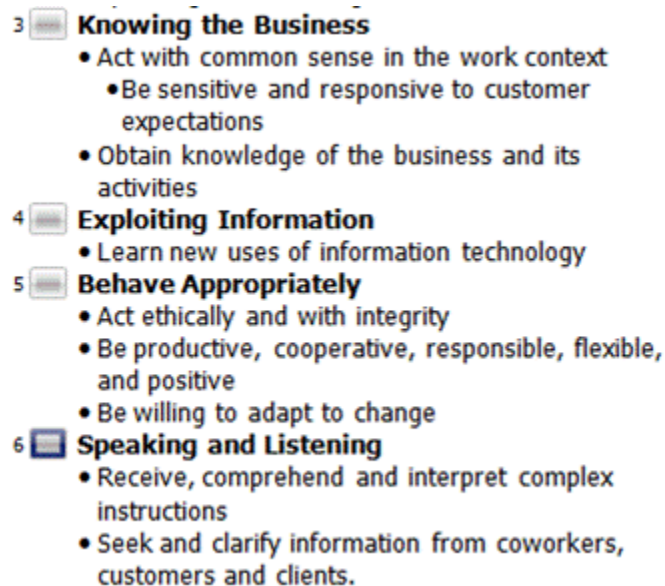 3 Knowing the Business
• Act with common sense in the work context
• Be sensitive and responsive to customer
expectations
• Obtain knowledge of the business and its
activities
4 Exploiting Information
• Learn new uses of information technology
5 Behave Appropriately
• Act ethically and with integrity
• Be productive, cooperative, responsible, flexible,
and positive
• Be willing to adapt to change
6 Speaking and Listening
• Receive, comprehend and interpret complex
instructions
• Seek and clarify information from coworkers,
customers and clients.